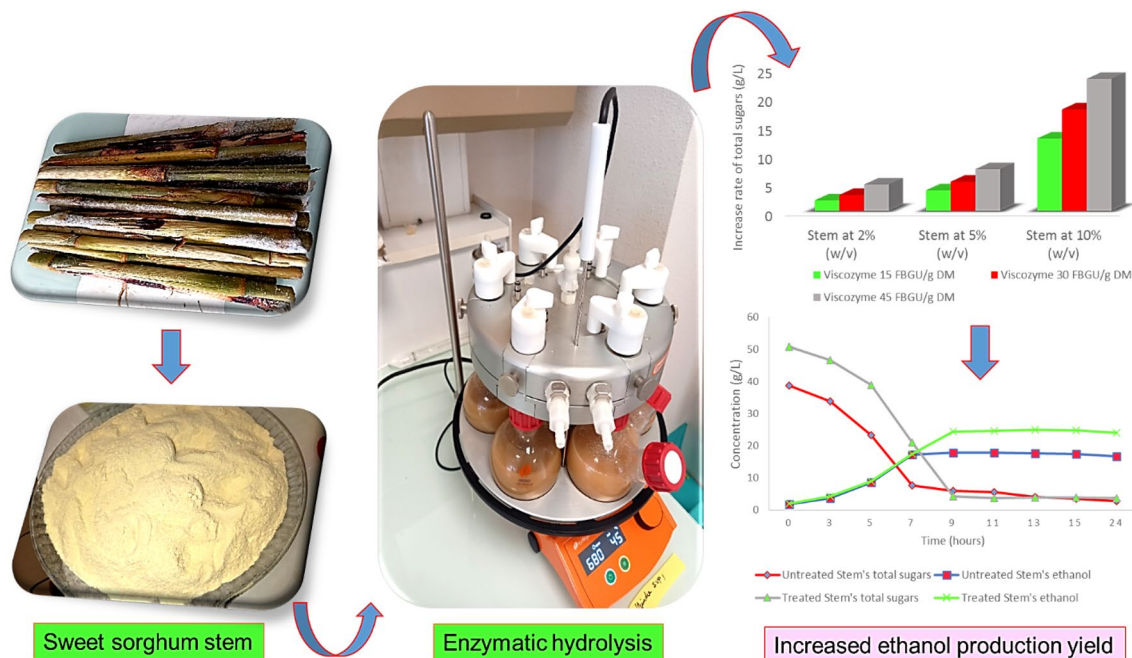 Sweet sorghum stem
680 45
Enzymatic hydrolysis
Increase rate of total sugars (g/L)
25
20
15
10
5
0
Stem at 2% (w/v)
Stem at 5% (w/v)
Stem at 10% (w/v)
Viscozyme 15 FBGU/g DM
Viscozyme 30 FBGU/g DM
Viscozyme 45 FBGU/g DM
Concentration (g/L)
60
50
40
30
20
10
0
0 3 5 7 9 11 13 15 24
Time (hours)
Untreated Stem's total sugars
Untreated Stem's ethanol
Treated Stem's total sugars
Treated Stem's ethanol
Increased ethanol production yield